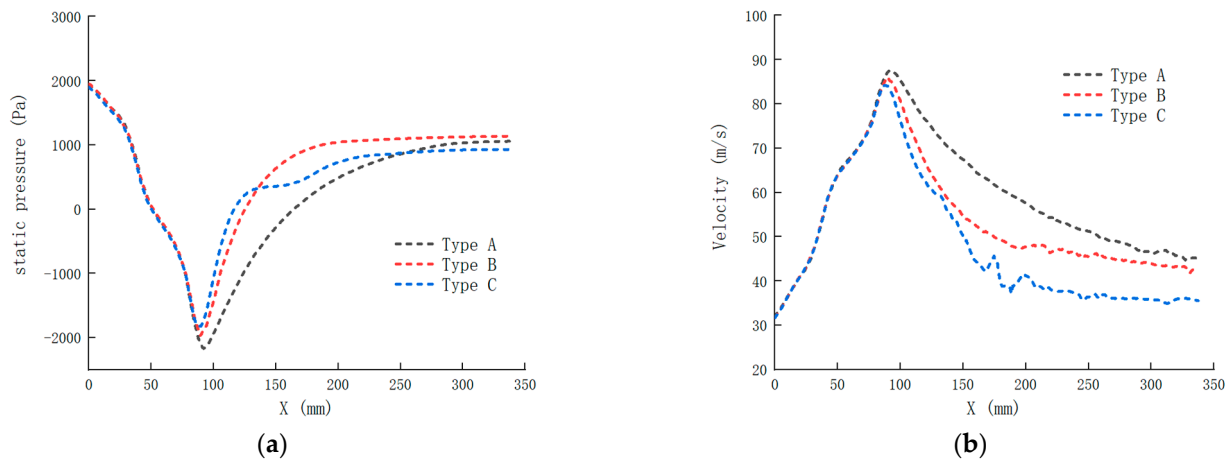 3000
2000
1000
0
-1000
-2000
static pressure (Pa)
Type A
Type B
Type C
0 50 100 150 200 250 300 350
X (mm)
(a)
100
90
80
70
60
50
40
30
20
Velocity (m/s)
Type A
Type B
Type C
0 50 100 150 200 250 300 350
X (mm)
(b)